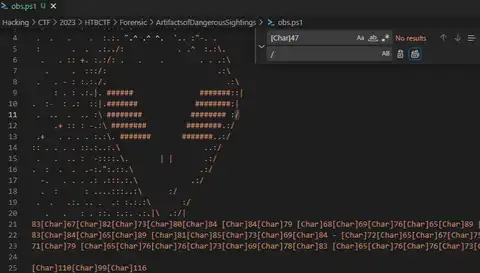 Hacking > CTF > 2023 > HTBCTF > Forensic > ArtifactsofDangerousSightings > obs.ps1
[Char]47
Aa ab .* No results
/
AB
4
5
6
7
8
9 ###### #######
10 ####### ########
11 ######## ########
12 ######## ########
13 ####### #######
14
15
16
17
18
19
20
21 83[Char]67[Char]82[Char]73[Char]80[Char]84 [Char]84[Char]79 [Char]68[Char]69[Char]76[Char]65[Char]89
22 83[Char]84[Char]65[Char]89 [Char]81[Char]85[Char]73[Char]69[Char]84 - [Char]72[Char]65[Char]67[Char]75
23 71[Char]79 [Char]65[Char]76[Char]76[Char]73[Char]69[Char]78[Char]83 [Char]65[Char]76[Char]76[Char]73
24
25 [Char]110[Char]99[Char]116